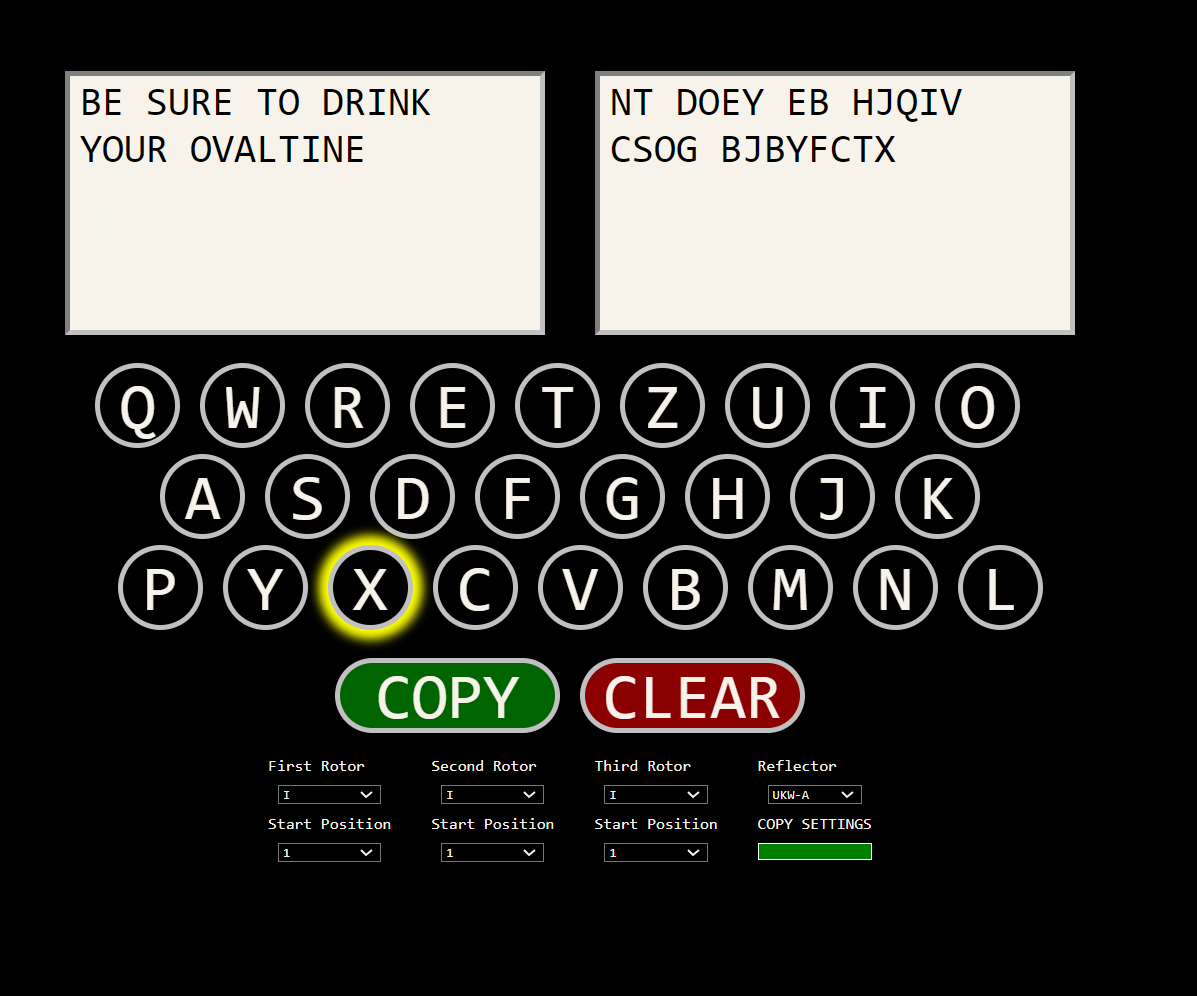 BE SURE TO DRINK
YOUR OVALTINE
NT DOEY EB HJQIV
CSOG BJBYFCTX
Q W R E T Z U I O
A S D F G H J K
P Y X C V B M N L
COPY CLEAR
First Rotor Second Rotor Third Rotor Reflector
I I I UKW-A
Start Position Start Position Start Position COPY SETTINGS
1 1 1